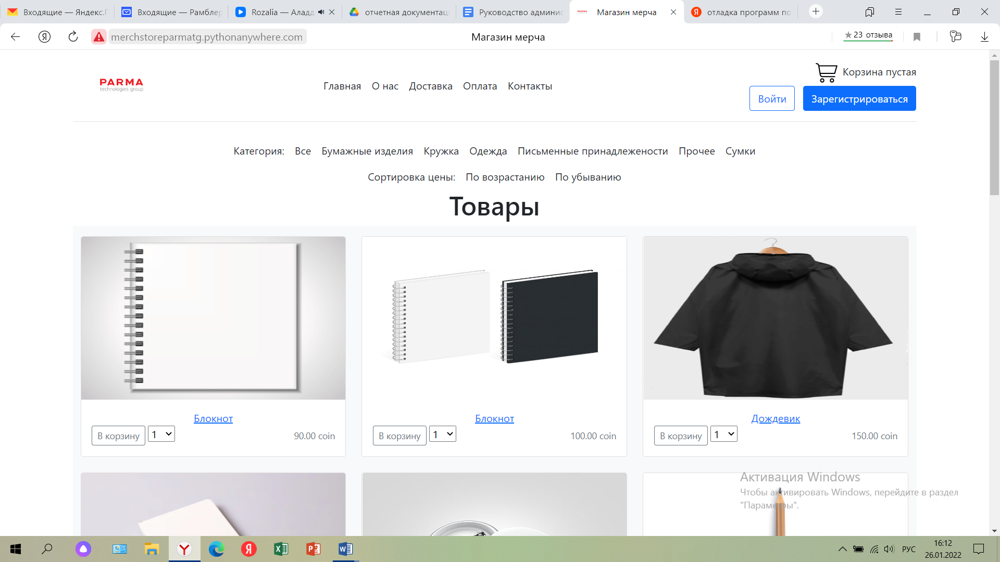 Входящие — Яндекс.П
Входящие — Рамблер
Rozalia — Аладд
отчетная документаци
Руководство админис
Магазин мерча
отладка программ по
merchstoreparmatg.pythonanywhere.com
Магазин мерча
23 отзыва
PARMA
technologies group
Главная О нас Доставка Оплата Контакты
Корзина пустая
Войти
Зарегистрироваться
Категория: Все Бумажные изделия Кружка Одежда Письменные принадлежености Прочее Сумки
Сортировка цены: По возрастанию По убыванию
Товары
Блокнот
В корзину 1 90.00 coin
Блокнот
В корзину 1 100.00 coin
Дождевик
В корзину 1 150.00 coin
Активация Windows
Чтобы активировать Windows, перейдите в раздел
"Параметры".
РУС
16:12
26.01.2022